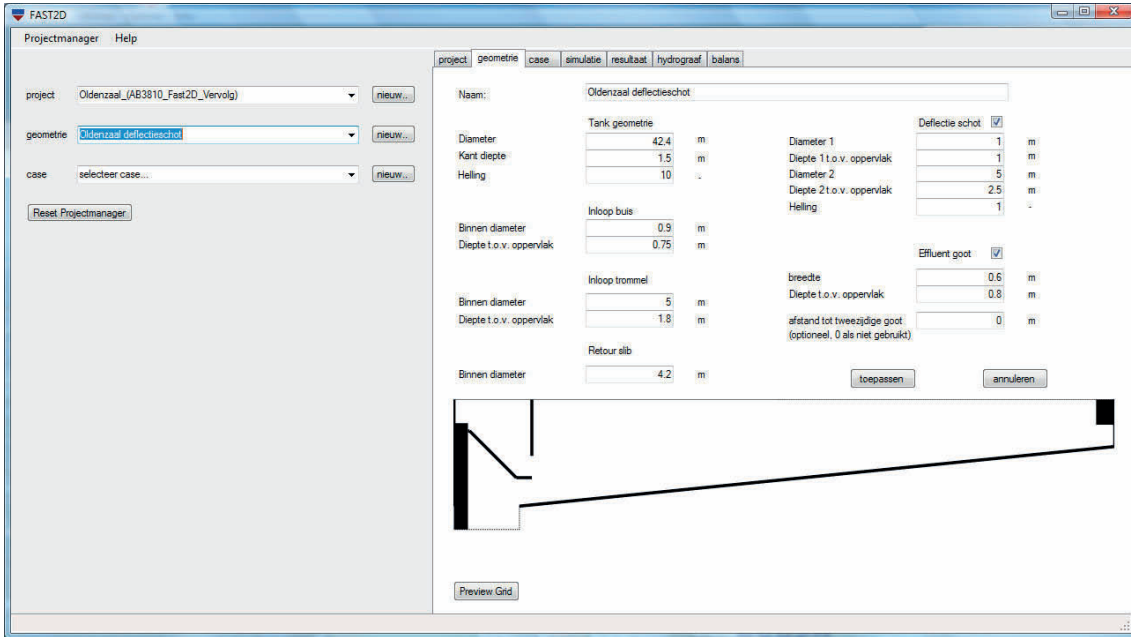 FAST2D
Projectmanager Help
project geometrie case simulatie resultaat hydrograaf balans
project Oldenzaal_(AB3810_Fast2D_Vervolg) nieuw..
geometrie Oldenzaal deflectieschot nieuw..
case selecteer case... nieuw..
Reset Projectmanager
Naam: Oldenzaal deflectieschot
Tank geometrie
Diameter 42.4 m
Kant diepte 1.5 m
Helling 10 -
Inloop buis
Binnen diameter 0.9 m
Diepte t.o.v. oppervlak 0.75 m
Inloop trommel
Binnen diameter 5 m
Diepte t.o.v. oppervlak 1.8 m
Retour slib
Binnen diameter 4.2 m
Deflectie schot
Diameter 1 1 m
Diepte 1 t.o.v. oppervlak 1 m
Diameter 2 5 m
Diepte 2 t.o.v. oppervlak 2.5 m
Helling 1 -
Effluent goot
breedte 0.6 m
Diepte t.o.v. oppervlak 0.8 m
afstand tot tweezijdige goot 0 m
(optioneel, 0 als niet gebruikt)
toepassen annuleren
Preview Grid